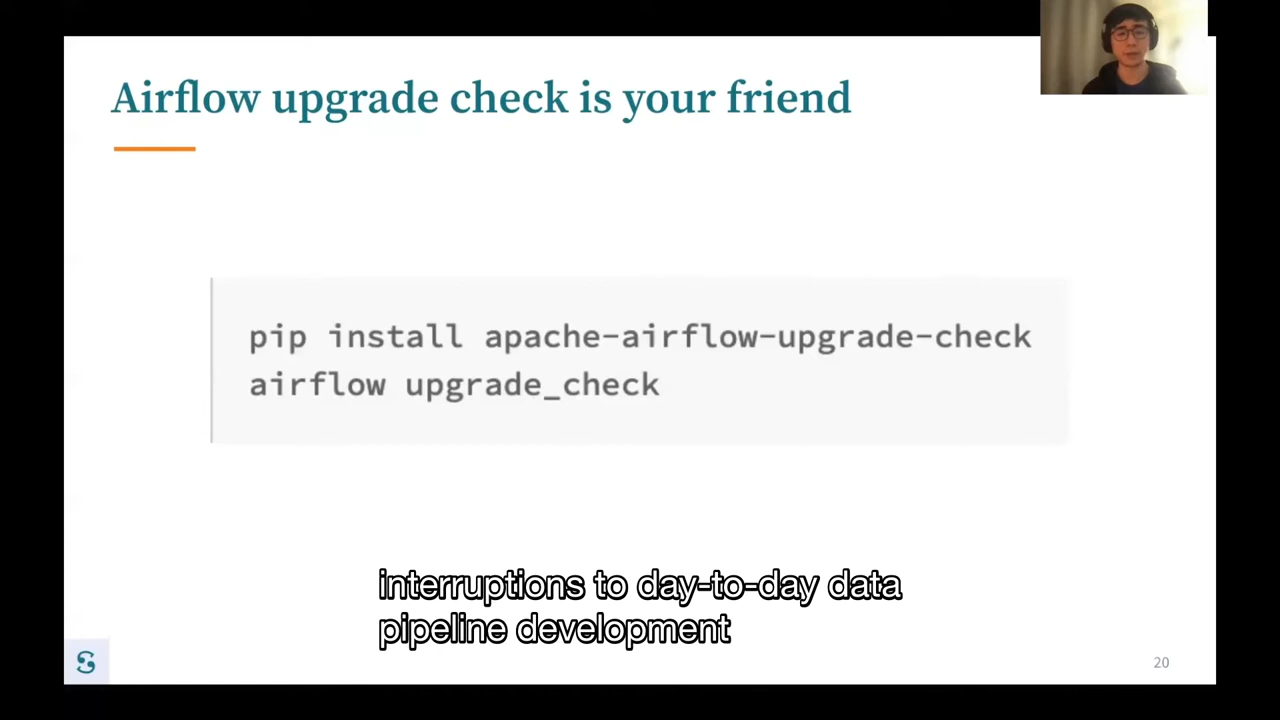 Airflow upgrade check is your friend
pip install apache-airflow-upgrade-check
airflow upgrade_check
interruptions to day-to-day data
pipeline development
20